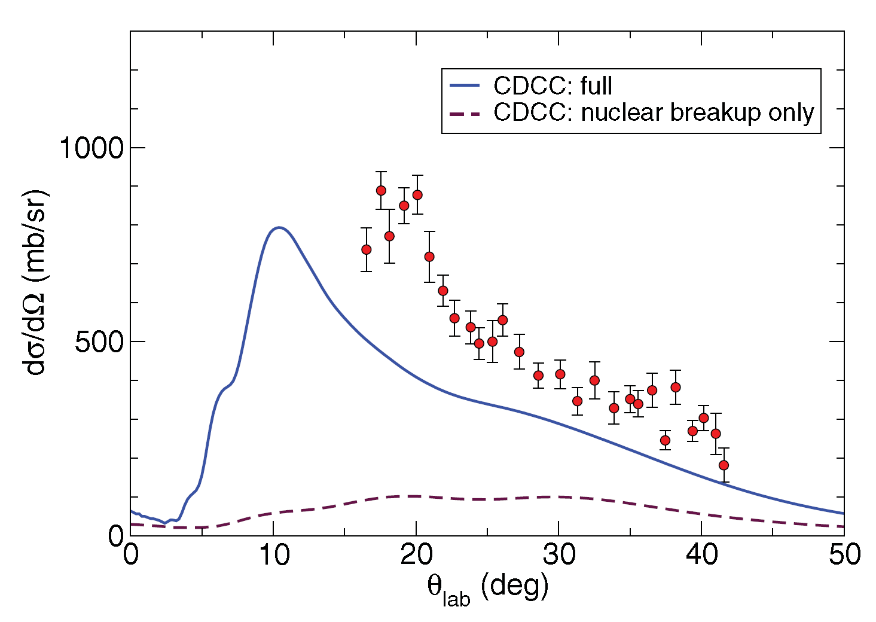 CDCC: full
CDCC: nuclear breakup only
1000
500
0
dσ/dΩ (mb/sr)
0 10 20 30 40 50
θlab (deg)